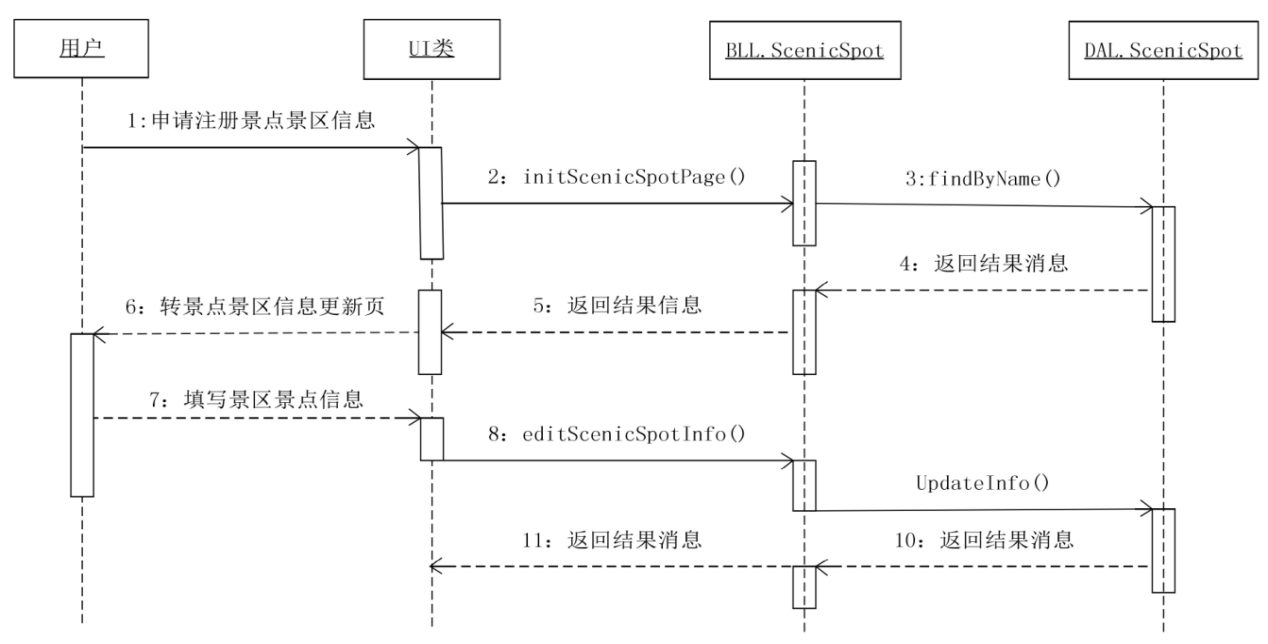 用户
UI类
BLL.ScenicSpot
DAL.ScenicSpot
1:申请注册景点景区信息
2：initScenicSpotPage()
3:findByName()
4：返回结果消息
5：返回结果信息
6：转景点景区信息更新页
7：填写景区景点信息
8：editScenicSpotInfo()
UpdateInfo()
10：返回结果消息
11：返回结果消息